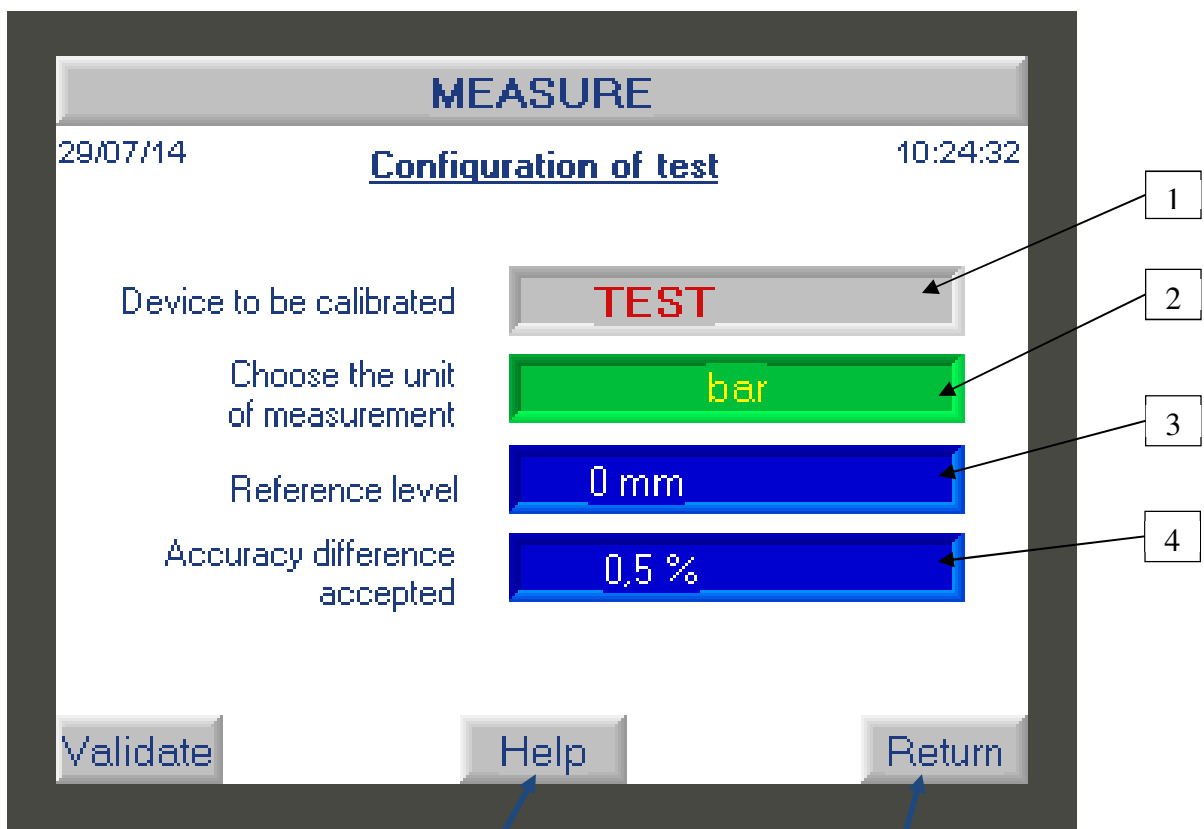 MEASURE
29/07/14
Configuration of test
10:24:32
1
Device to be calibrated
TEST
2
Choose the unit
of measurement
bar
3
Reference level
0 mm
4
Accuracy difference
accepted
0,5 %
Validate
Help
Return